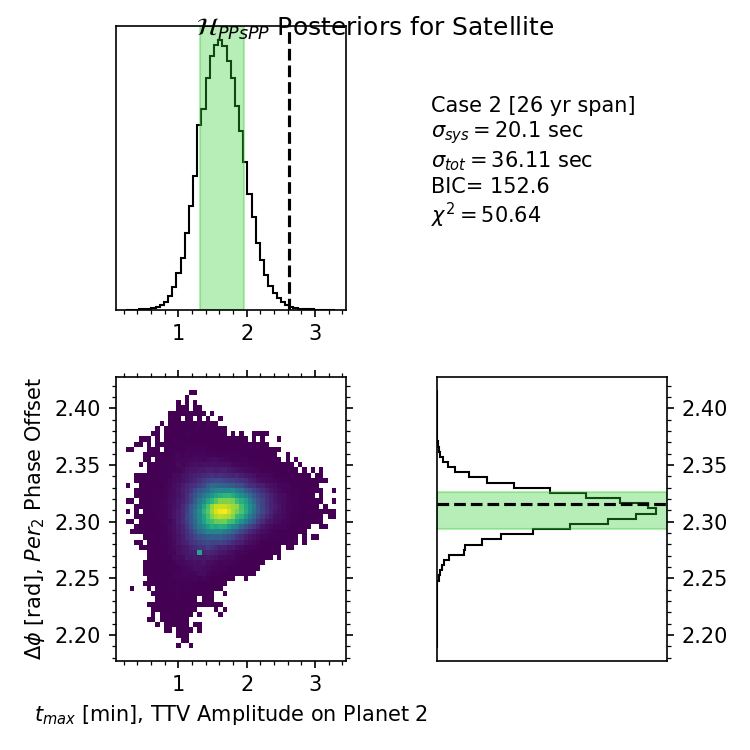 ℋ_PPsPP Posteriors for Satellite
Case 2 [26 yr span]
σ_sys = 20.1 sec
σ_tot = 36.11 sec
BIC= 152.6
χ² = 50.64
1 2 3
2.40
2.35
2.30
2.25
2.20
Δϕ [rad], Per₂ Phase Offset
1 2 3
t_max [min], TTV Amplitude on Planet 2
2.40
2.35
2.30
2.25
2.20